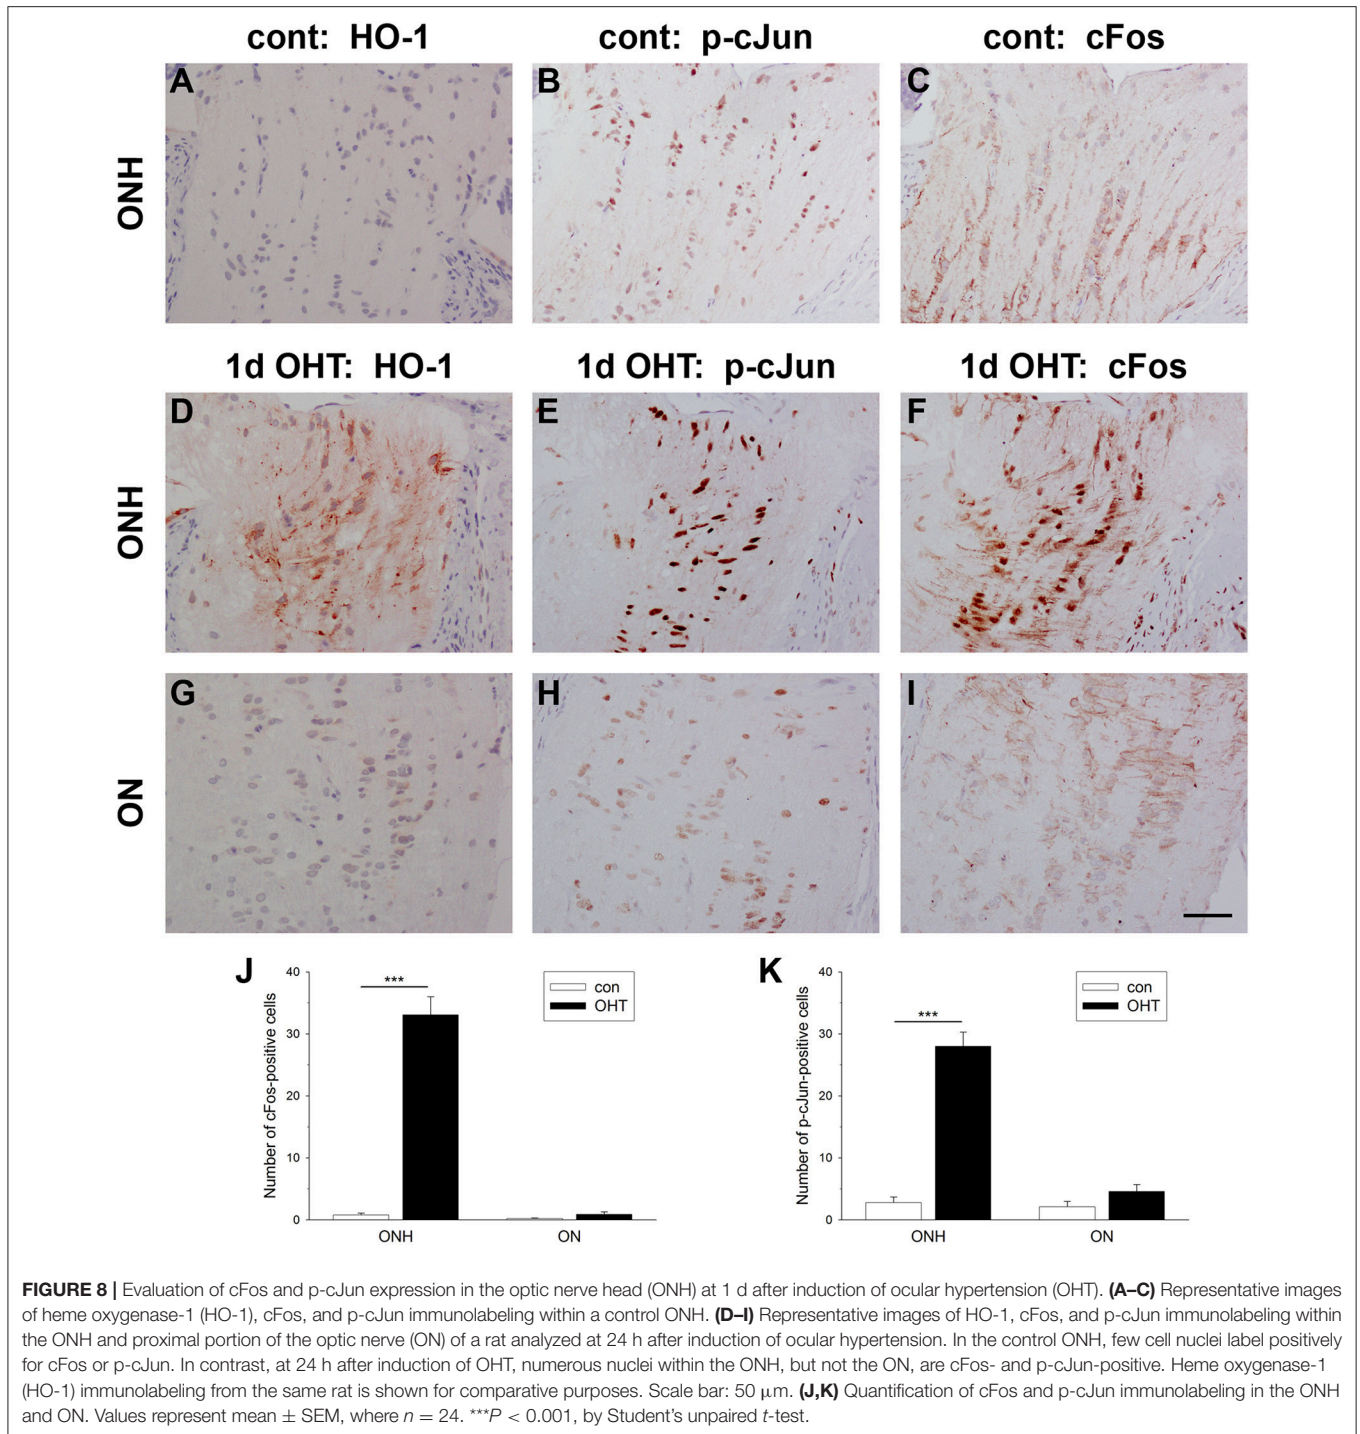 cont: HO-1
cont: p-cJun
cont: cFos
A
B
C
ONH
1d OHT: HO-1
1d OHT: p-cJun
1d OHT: cFos
D
E
F
ONH
G
H
I
ON
J
Number of cFos-positive cells
40
30
20
10
0
***
con
OHT
ONH
ON
K
Number of p-cJun-positive cells
40
30
20
10
0
***
con
OHT
ONH
ON
FIGURE 8 | Evaluation of cFos and p-cJun expression in the optic nerve head (ONH) at 1 d after induction of ocular hypertension (OHT). (A–C) Representative images
of heme oxygenase-1 (HO-1), cFos, and p-cJun immunolabeling within a control ONH. (D–I) Representative images of HO-1, cFos, and p-cJun immunolabeling within
the ONH and proximal portion of the optic nerve (ON) of a rat analyzed at 24 h after induction of ocular hypertension. In the control ONH, few cell nuclei label positively
for cFos or p-cJun. In contrast, at 24 h after induction of OHT, numerous nuclei within the ONH, but not the ON, are cFos- and p-cJun-positive. Heme oxygenase-1
(HO-1) immunolabeling from the same rat is shown for comparative purposes. Scale bar: 50 μm. (J,K) Quantification of cFos and p-cJun immunolabeling in the ONH
and ON. Values represent mean ± SEM, where n = 24. ***P < 0.001, by Student's unpaired t-test.